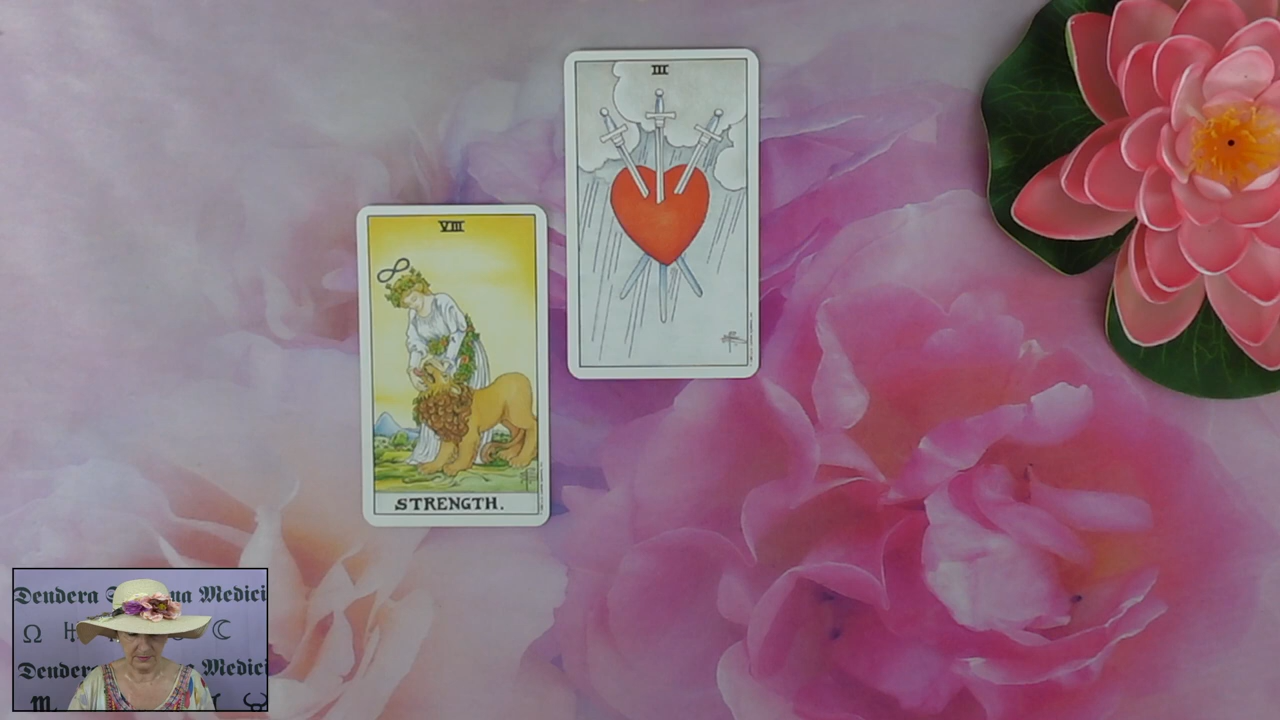 III
VIII
STRENGTH.
Dendera Medici
Dendera Medici